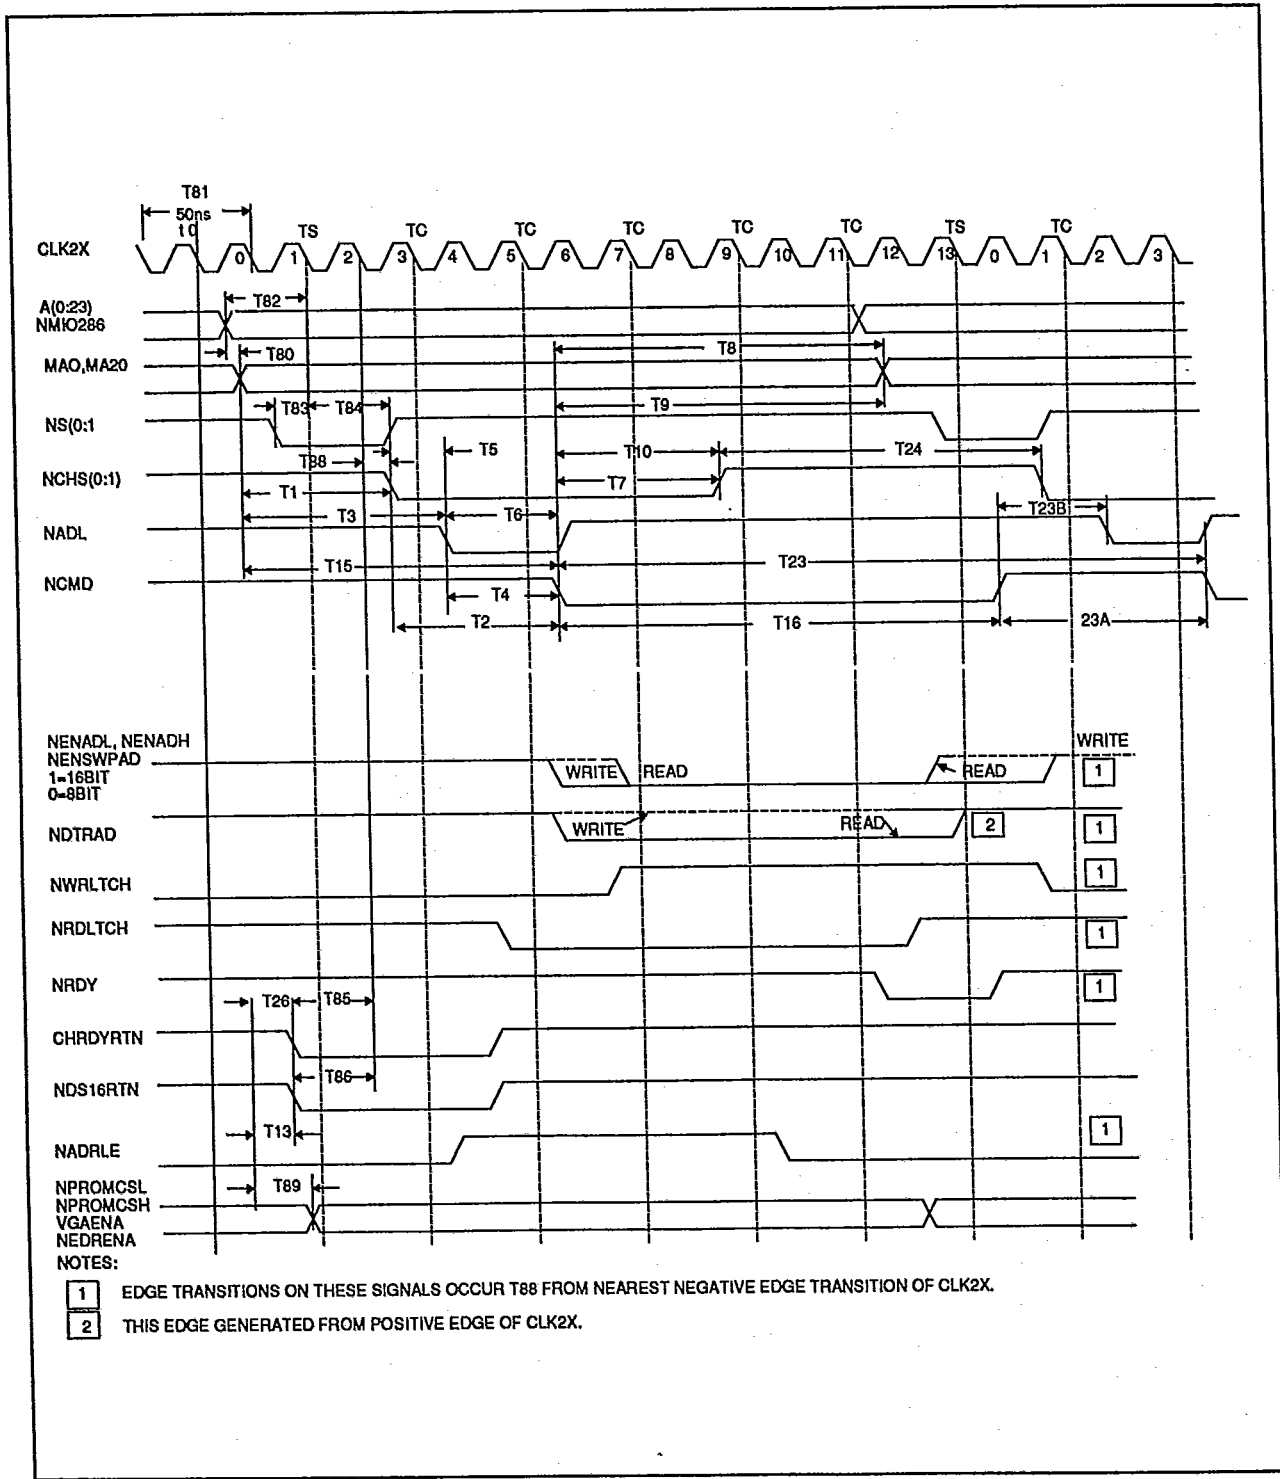 T81
50ns
t 0 TS TC TC TC TC TC TS TC
CLK2X 0 1 2 3 4 5 6 7 8 9 10 11 12 13 0 1 2 3
T82
A(0:23)
NMIO286
T8
T80
MAO,MA20
T83 T84 T9
NS(0:1
T5 T10 T24
T88
NCHS(0:1) T7
T1
T3 T6 T23B
NADL
T15 T23
NCMD
T4
T2 T16 23A
NENADL, NENADH WRITE
NENSWPAD WRITE READ READ 1
1=16BIT
0=8BIT
NDTRAD WRITE READ 2 1
NWRLTCH 1
NRDLTCH 1
NRDY 1
T26 T85
CHRDYRTN
T86
NDS16RTN
T13 1
NADRLE
NPROMCSL T89
NPROMCSH
VGAENA
NEDRENA
NOTES:
1 EDGE TRANSITIONS ON THESE SIGNALS OCCUR T88 FROM NEAREST NEGATIVE EDGE TRANSITION OF CLK2X.
2 THIS EDGE GENERATED FROM POSITIVE EDGE OF CLK2X.